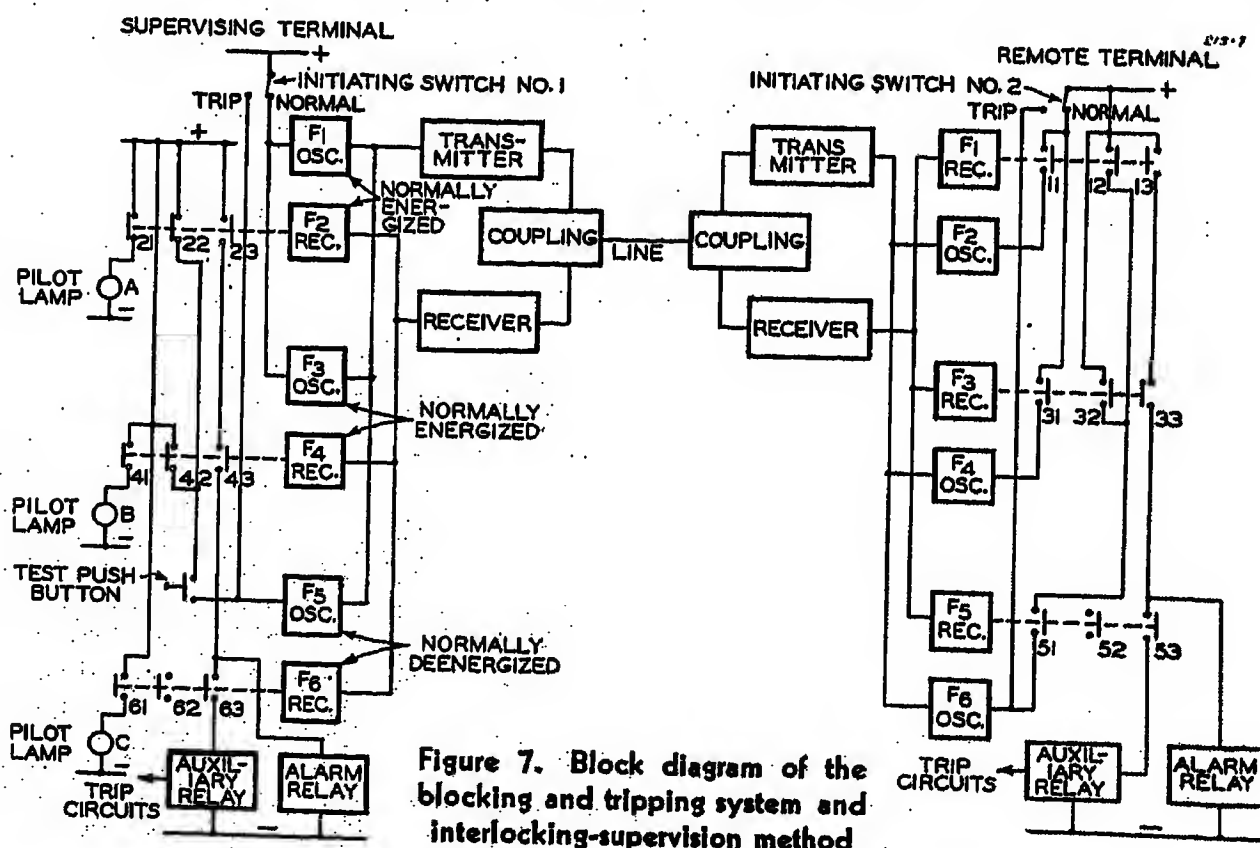 SUPERVISING TERMINAL
+
INITIATING SWITCH NO. 1
TRIP
NORMAL
+
F1
OSC.
TRANS-
MITTER
NORMALLY
ENER-
GIZED
F2
REC.
21
22
23
PILOT
LAMP
A
–
COUPLING
LINE
RECEIVER
F3
OSC.
NORMALLY
ENERGIZED
F4
REC.
41
42
43
PILOT
LAMP
B
–
TEST PUSH
BUTTON
F5
OSC.
NORMALLY
DEENERGIZED
F6
REC.
61
62
63
PILOT
LAMP
C
–
TRIP
CIRCUITS
AUXIL-
IARY
RELAY
ALARM
RELAY
–
REMOTE TERMINAL
INITIATING SWITCH NO. 2
+
TRIP
NORMAL
TRANS
MITTER
F1
REC.
11
12
13
F2
OSC.
COUPLING
RECEIVER
F3
REC.
31
32
33
F4
OSC.
F5
REC.
51
52
53
F6
OSC.
TRIP
CIRCUITS
AUXIL-
IARY
RELAY
ALARM
RELAY
–
Figure 7. Block diagram of the
blocking and tripping system and
interlocking-supervision method